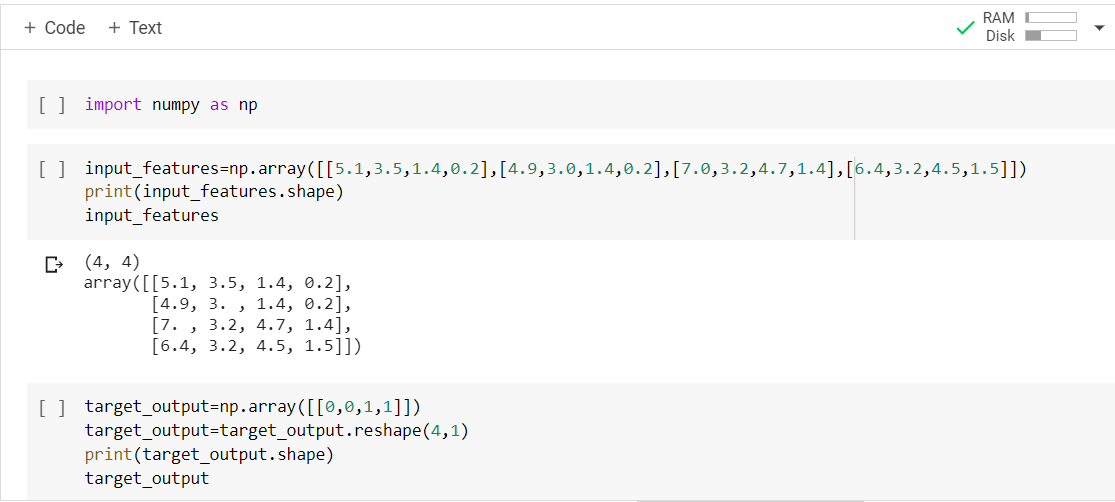 + Code + Text
RAM
Disk
[ ] import numpy as np
[ ] input_features=np.array([[5.1,3.5,1.4,0.2],[4.9,3.0,1.4,0.2],[7.0,3.2,4.7,1.4],[6.4,3.2,4.5,1.5]])
print(input_features.shape)
input_features
(4, 4)
array([[5.1, 3.5, 1.4, 0.2],
[4.9, 3. , 1.4, 0.2],
[7. , 3.2, 4.7, 1.4],
[6.4, 3.2, 4.5, 1.5]])
[ ] target_output=np.array([[0,0,1,1]])
target_output=target_output.reshape(4,1)
print(target_output.shape)
target_output